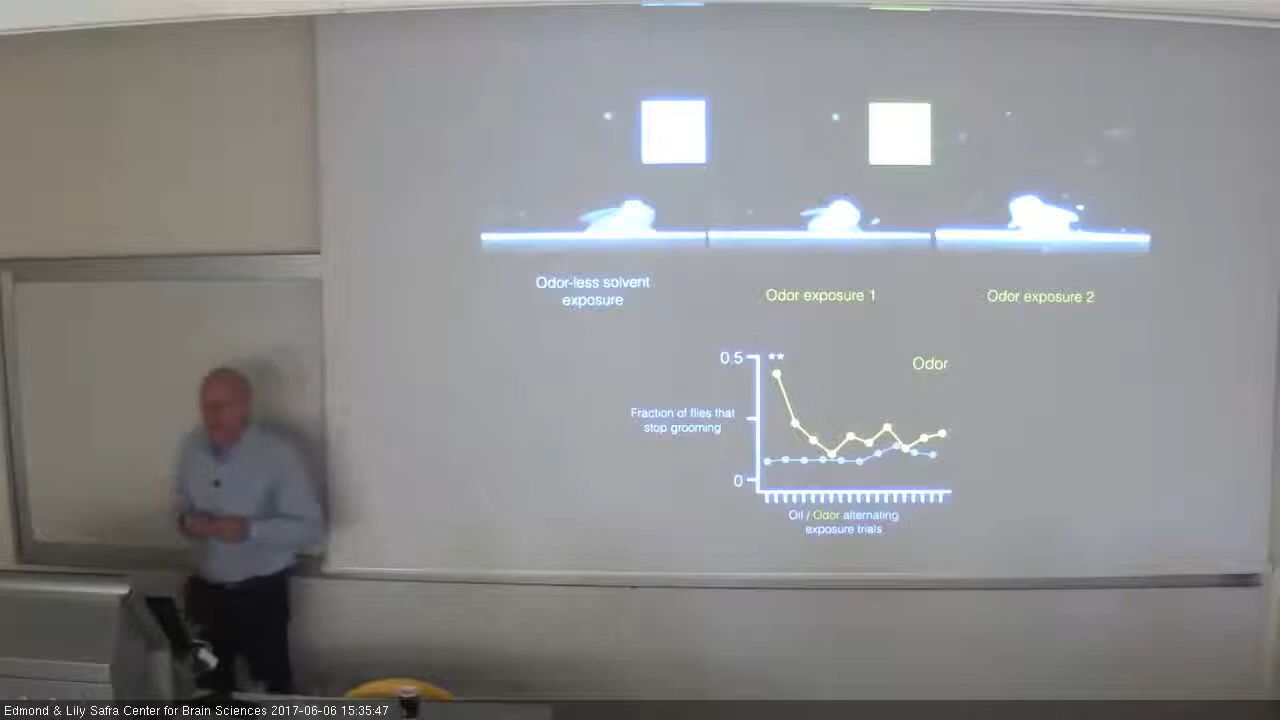 Odor-less solvent
exposure
Odor exposure 1
Odor exposure 2
0.5
**
Odor
Fraction of flies that
stop grooming
0
Oil / Odor alternating
exposure trials
Edmond & Lily Safra Center for Brain Sciences 2017-06-06 15:35:47